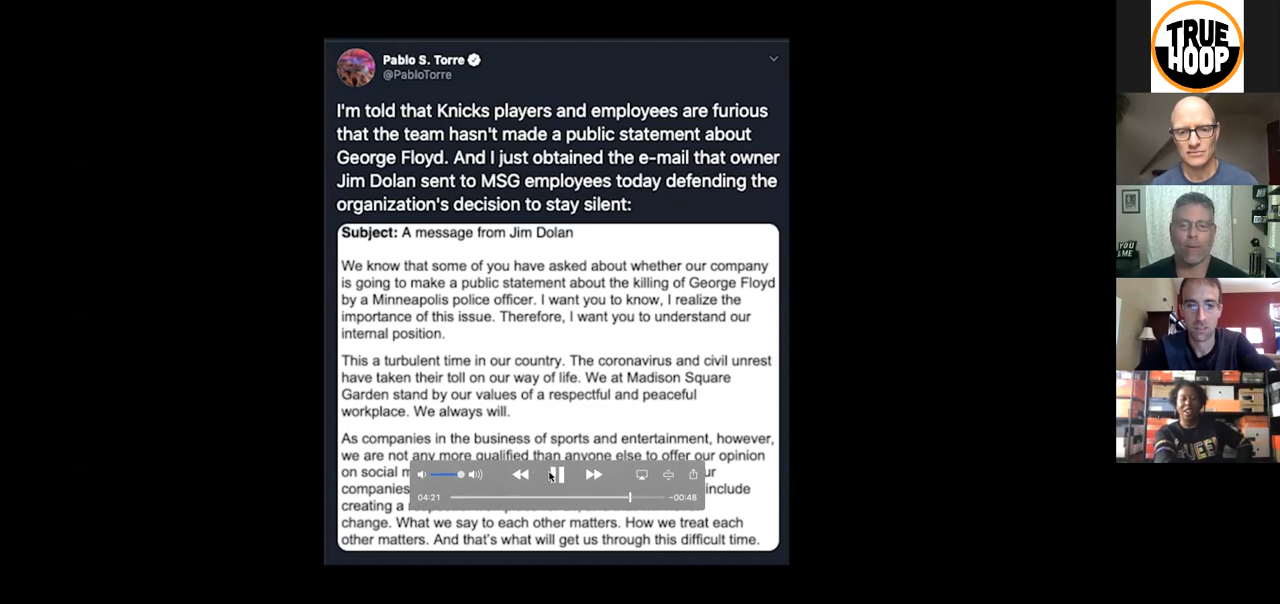 Pablo S. Torre
@PabloTorre
I'm told that Knicks players and employees are furious
that the team hasn't made a public statement about
George Floyd. And I just obtained the e-mail that owner
Jim Dolan sent to MSG employees today defending the
organization's decision to stay silent:
Subject: A message from Jim Dolan
We know that some of you have asked about whether our company
is going to make a public statement about the killing of George Floyd
by a Minneapolis police officer. I want you to know, I realize the
importance of this issue. Therefore, I want you to understand our
internal position.
This a turbulent time in our country. The coronavirus and civil unrest
have taken their toll on our way of life. We at Madison Square
Garden stand by our values of a respectful and peaceful
workplace. We always will.
As companies in the business of sports and entertainment, however,
we are not any more qualified than anyone else to offer our opinion
on social
companies include
creating a
change. What we say to each other matters. How we treat each
other matters. And that's what will get us through this difficult time.
04:21 -00:48
TRUE
HOOP
YOU
&ME
QUEEN